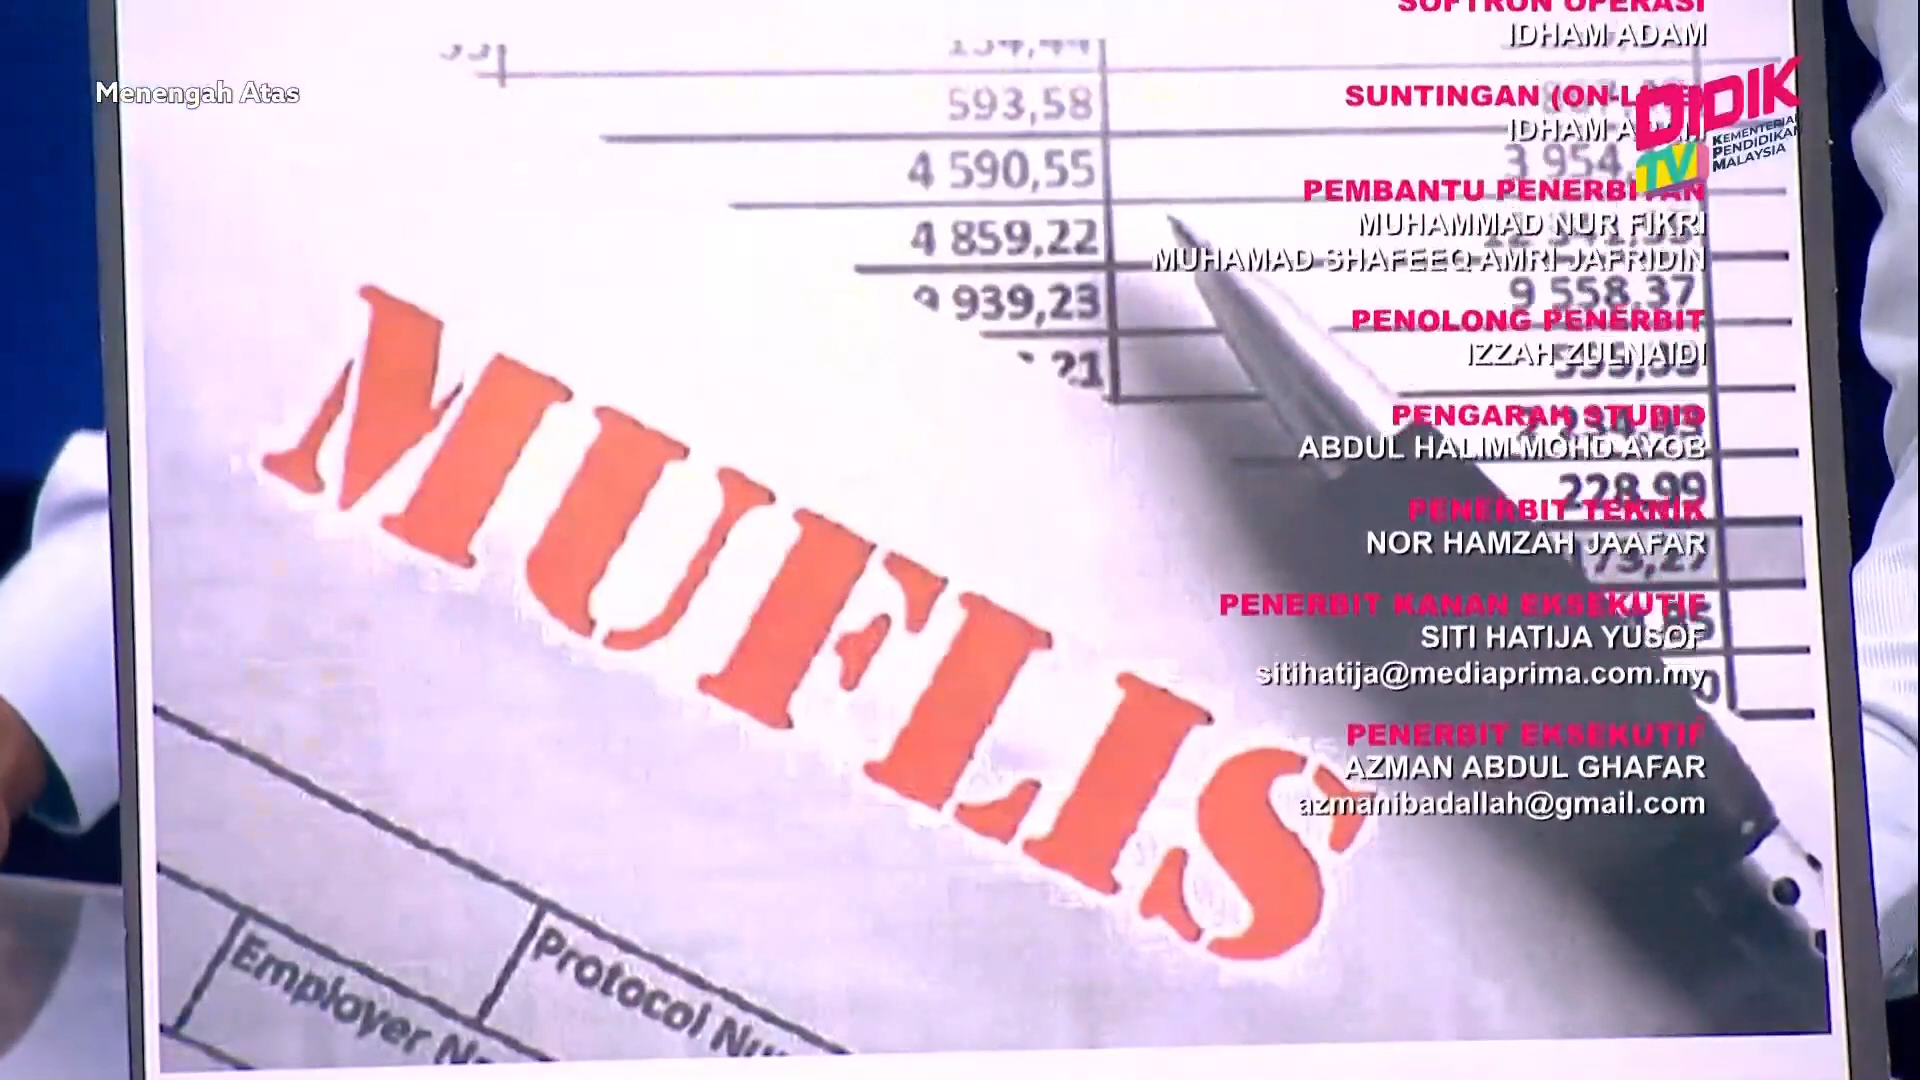 SOFTRON OPERASI
IDHAM ADAM
Menengah Atas
SUNTINGAN
IDHAM
DIDIK
TV
KEMENTERIAN
PENDIDIKAN
MALAYSIA
PEMBANTU PENERBITAN
MUHAMMAD NUR FIKRI
MUHAMAD SHAFEEQ AMRI JAFRIDIN
PENOLONG PENERBIT
IZZAH ZULNAIDI
PENGARAH STUDIO
ABDUL HALIM MOHD AYOB
PENERBIT TEKNIK
NOR HAMZAH JAAFAR
PENERBIT KANAN EKSEKUTIF
SITI HATIJA YUSOF
sitihatija@mediaprima.com.my
PENERBIT EKSEKUTIF
AZMAN ABDUL GHAFAR
azmanibadallah@gmail.com
593,58
4 590,55
3 954,
4 859,22
939,23
9 558,37
228,99
MUFLIS
Employer
Protocol